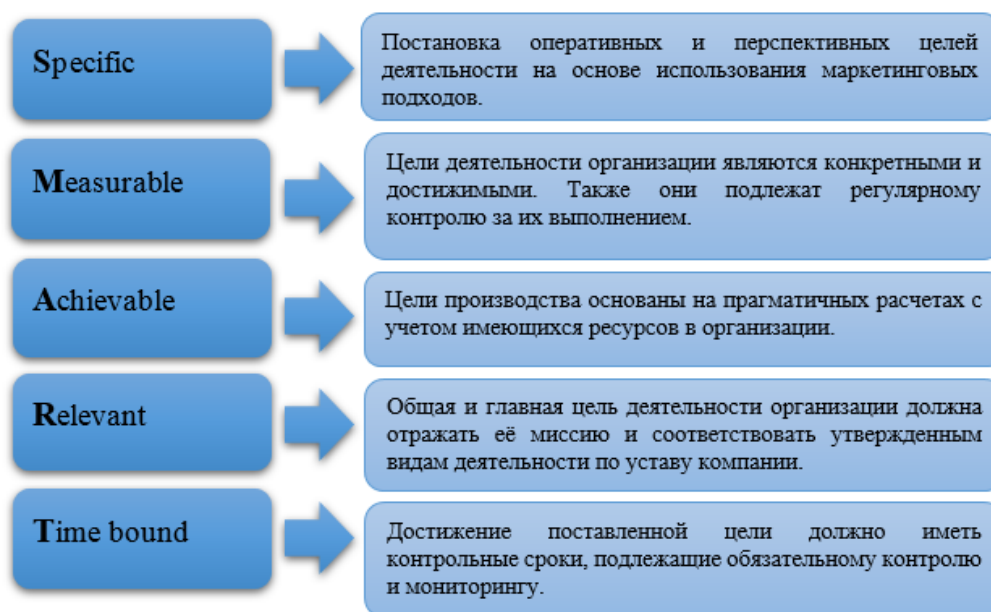 Specific
Постановка оперативных и перспективных целей
деятельности на основе использования маркетинговых
подходов.
Measurable
Цели деятельности организации являются конкретными и
достижимыми. Также они подлежат регулярному
контролю за их выполнением.
Achievable
Цели производства основаны на прагматичных расчетах с
учетом имеющихся ресурсов в организации.
Relevant
Общая и главная цель деятельности организации должна
отражать её миссию и соответствовать утвержденным
видам деятельности по уставу компании.
Time bound
Достижение поставленной цели должно иметь
контрольные сроки, подлежащие обязательному контролю
и мониторингу.